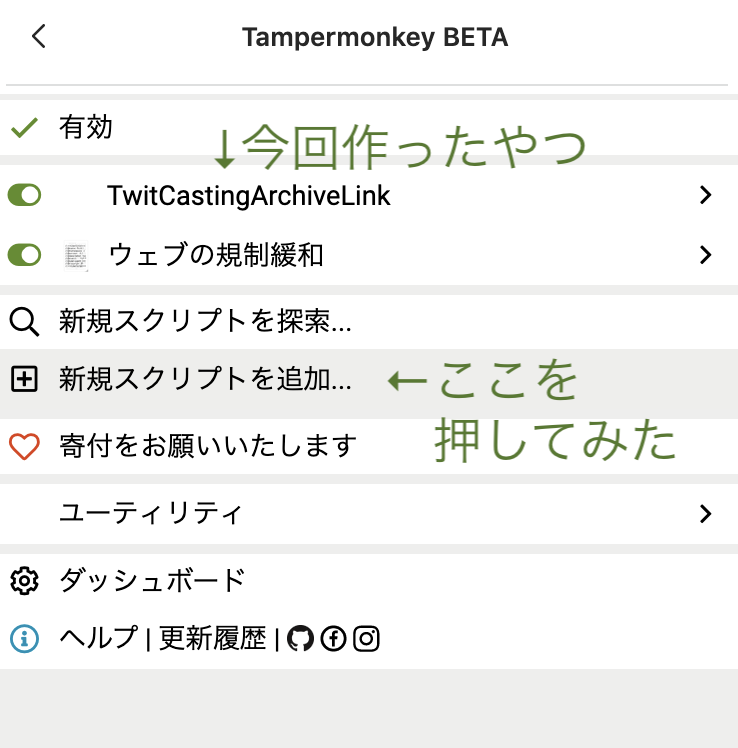 Tampermonkey BETA
有効
↓今回作ったやつ
TwitCastingArchiveLink
ウェブの規制緩和
新規スクリプトを探索...
新規スクリプトを追加...
←ここを
押してみた
寄付をお願いいたします
ユーティリティ
ダッシュボード
ヘルプ | 更新履歴 |